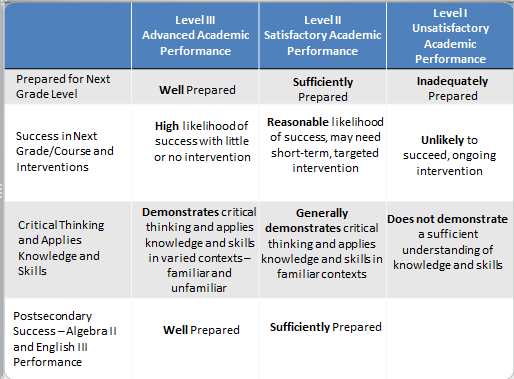 Level III
Advanced Academic
Performance
Level II
Satisfactory Academic
Performance
Level I
Unsatisfactory
Academic
Performance
Prepared for Next
Grade Level
Well Prepared
Sufficiently
Prepared
Inadequately
Prepared
Success in Next
Grade/Course and
Interventions
High likelihood of
success with little
or no intervention
Reasonable likelihood
of success, may need
short-term, targeted
intervention
Unlikely to
succeed, ongoing
intervention
Critical Thinking
and Applies
Knowledge and
Skills
Demonstrates critical
thinking and applies
knowledge and skills
in varied contexts–
familiar and
unfamiliar
Generally
demonstrates critical
thinking and applies
knowledge and skills in
familiar contexts
Does not demonstrate
a sufficient
understanding of
knowledge and skills
Postsecondary
Success – Algebra II
and English III
Performance
Well Prepared
Sufficiently Prepared